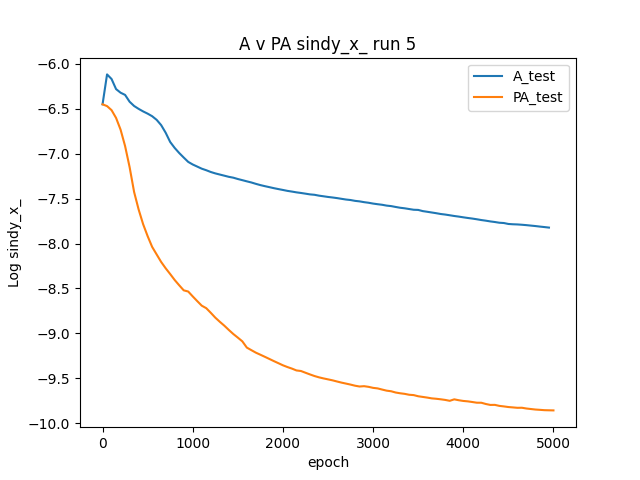 A v PA sindy_x_ run 5
A_test
PA_test
−6.0
−6.5
−7.0
−7.5
−8.0
−8.5
−9.0
−9.5
−10.0
Log sindy_x_
0 1000 2000 3000 4000 5000
epoch